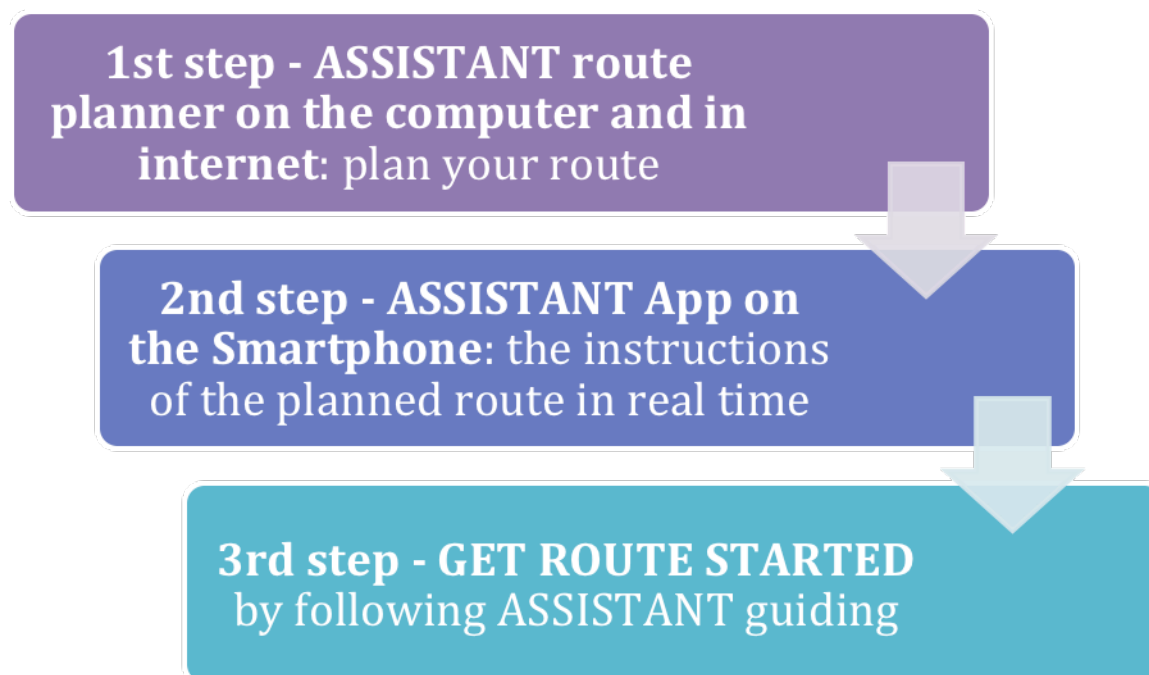 1st step - ASSISTANT route
planner on the computer and in
internet: plan your route
2nd step - ASSISTANT App on
the Smartphone: the instructions
of the planned route in real time
3rd step - GET ROUTE STARTED
by following ASSISTANT guiding